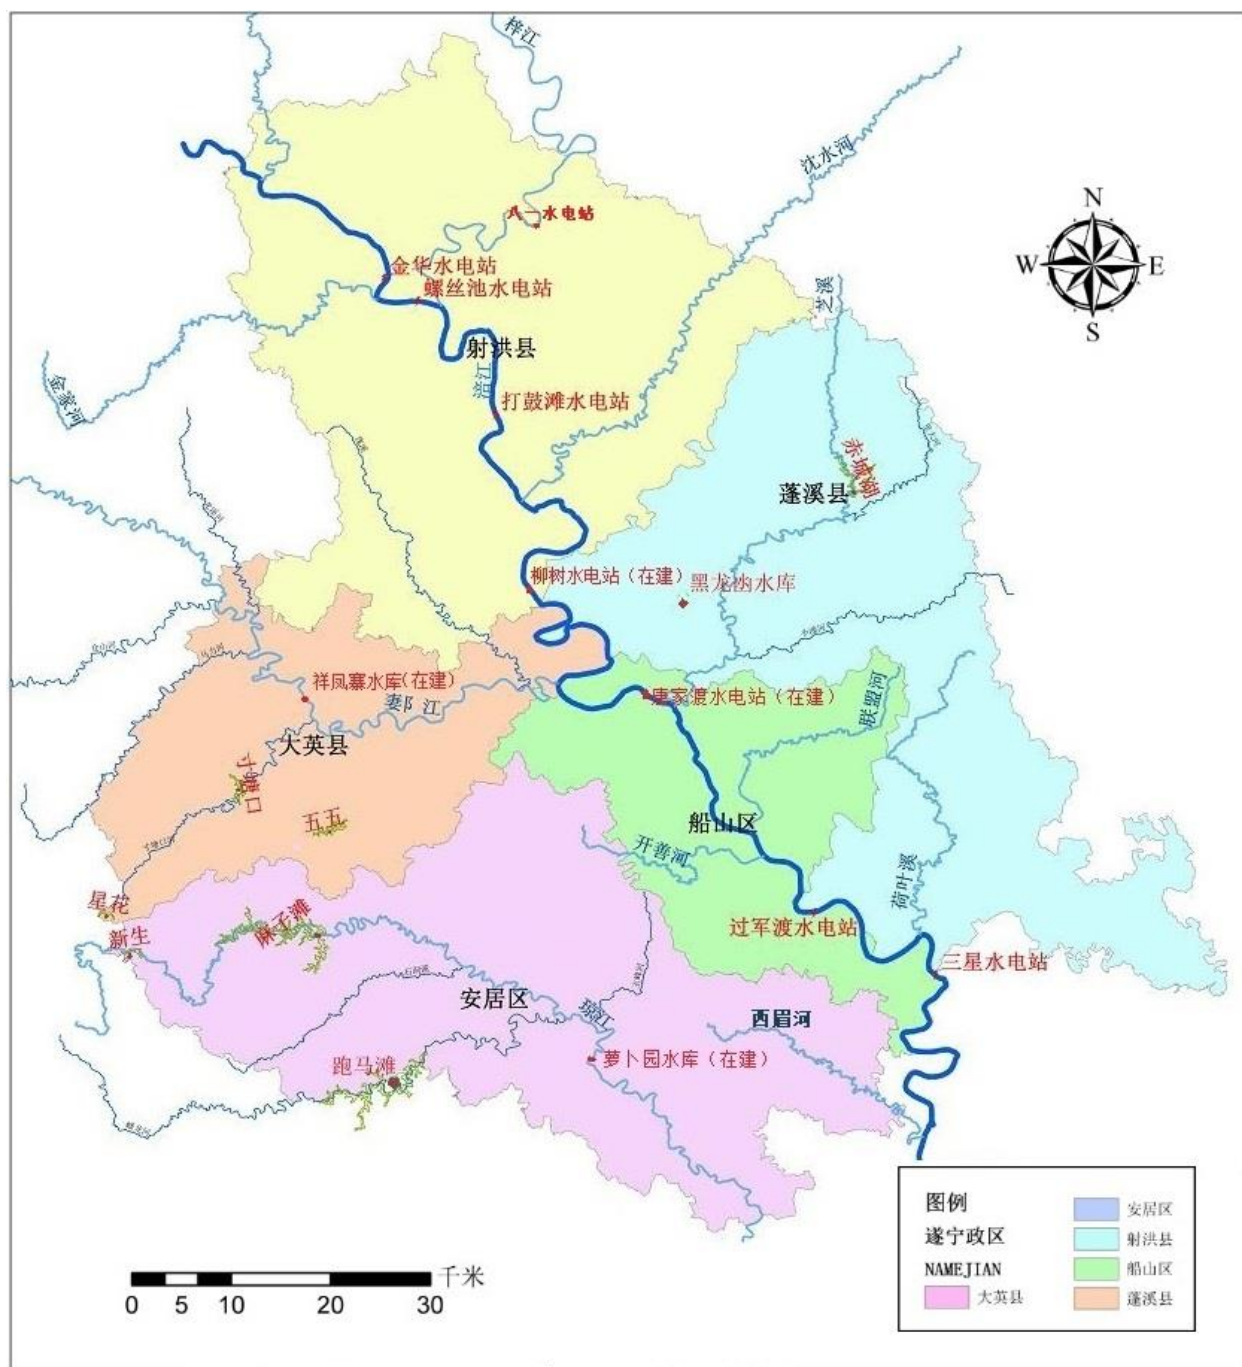 梓江
沈水河
八一水电站
N
W
E
S
金华水电站
螺丝池水电站
芝溪
射洪县
涪江
金家河
打鼓滩水电站
赤城湖
蓬溪县
柳树水电站（在建）
黑龙凼水库
祥凤寨水库（在建）
郪江
唐家渡水电站（在建）
联盟河
大英县
寸塘口
五五
船山区
开善河
荷叶溪
星花
新生
麻子滩
过军渡水电站
三星水电站
安居区
琼江
西眉河
跑马滩
萝卜园水库（在建）
图例
遂宁政区
NAMEJIAN
大英县
安居区
射洪县
船山区
蓬溪县
千米
0 5 10 20 30